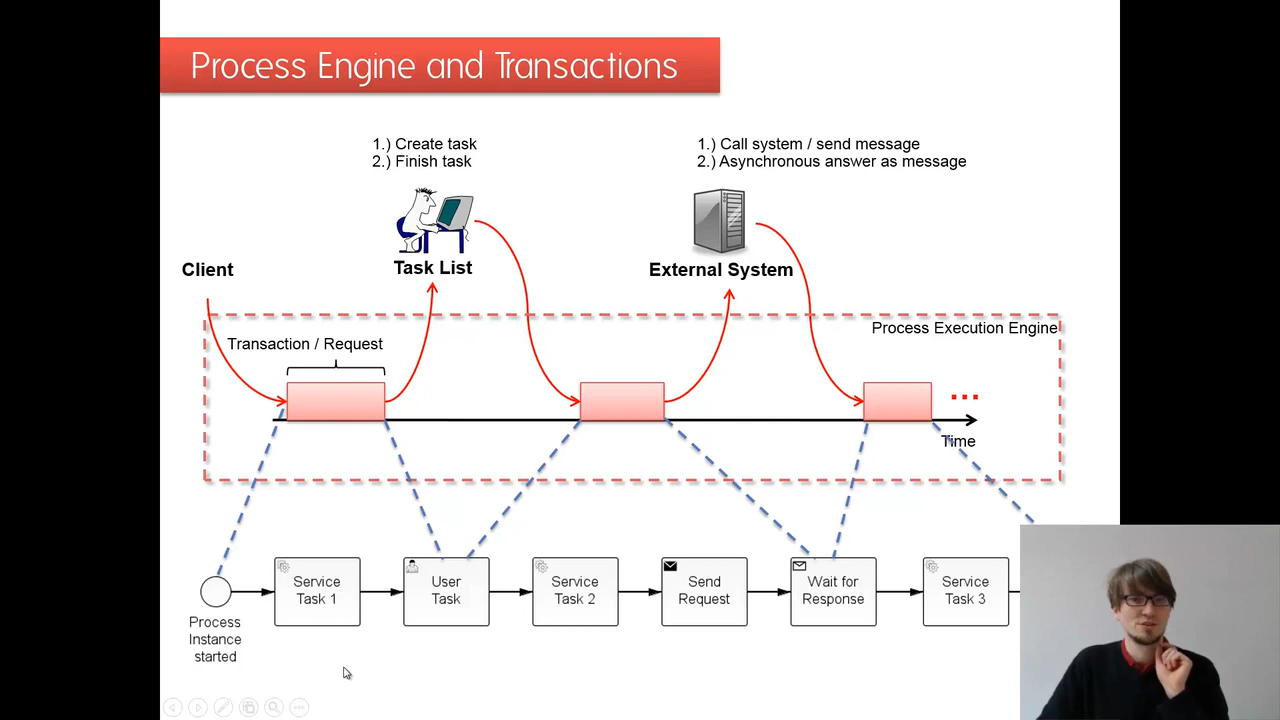 Process Engine and Transactions
1.) Create task
2.) Finish task
1.) Call system / send message
2.) Asynchronous answer as message
Client
Task List
External System
Process Execution Engine
Transaction / Request
...
Time
Service
Task 1
User
Task
Service
Task 2
Send
Request
Wait for
Response
Service
Task 3
Process
Instance
started